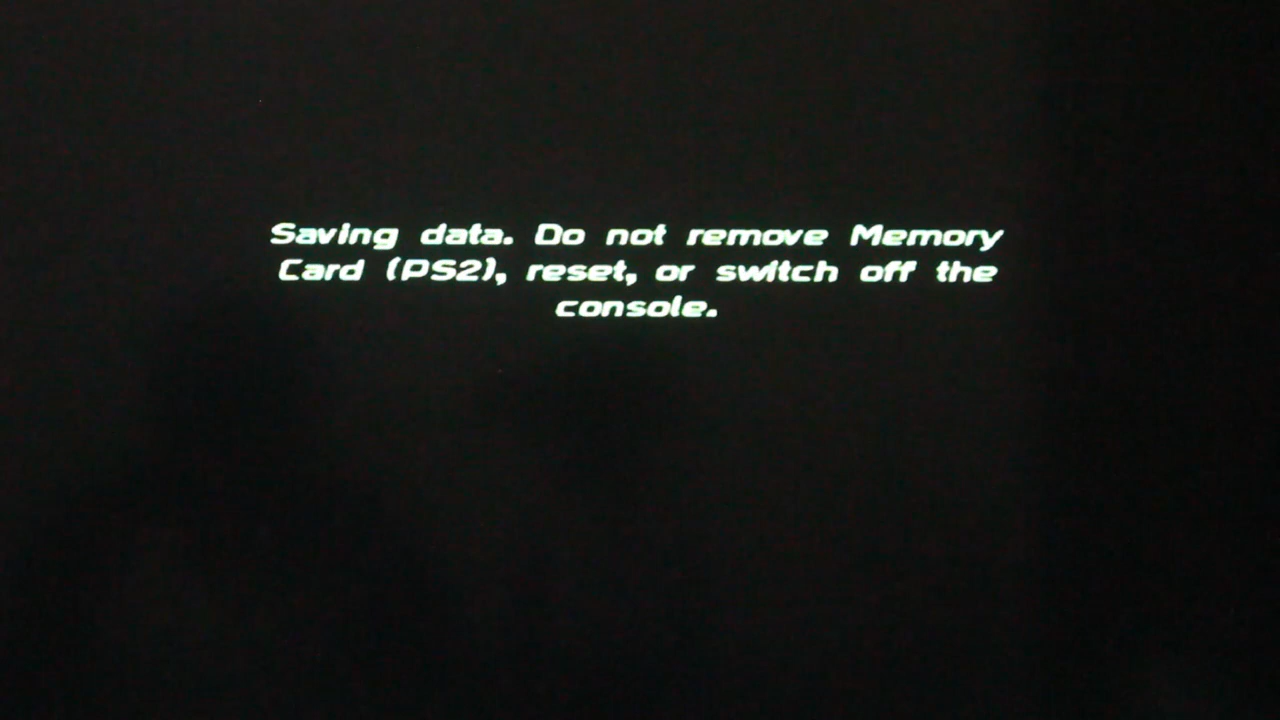 Saving data. Do not remove Memory
Card (PS2), reset, or switch off the
console.